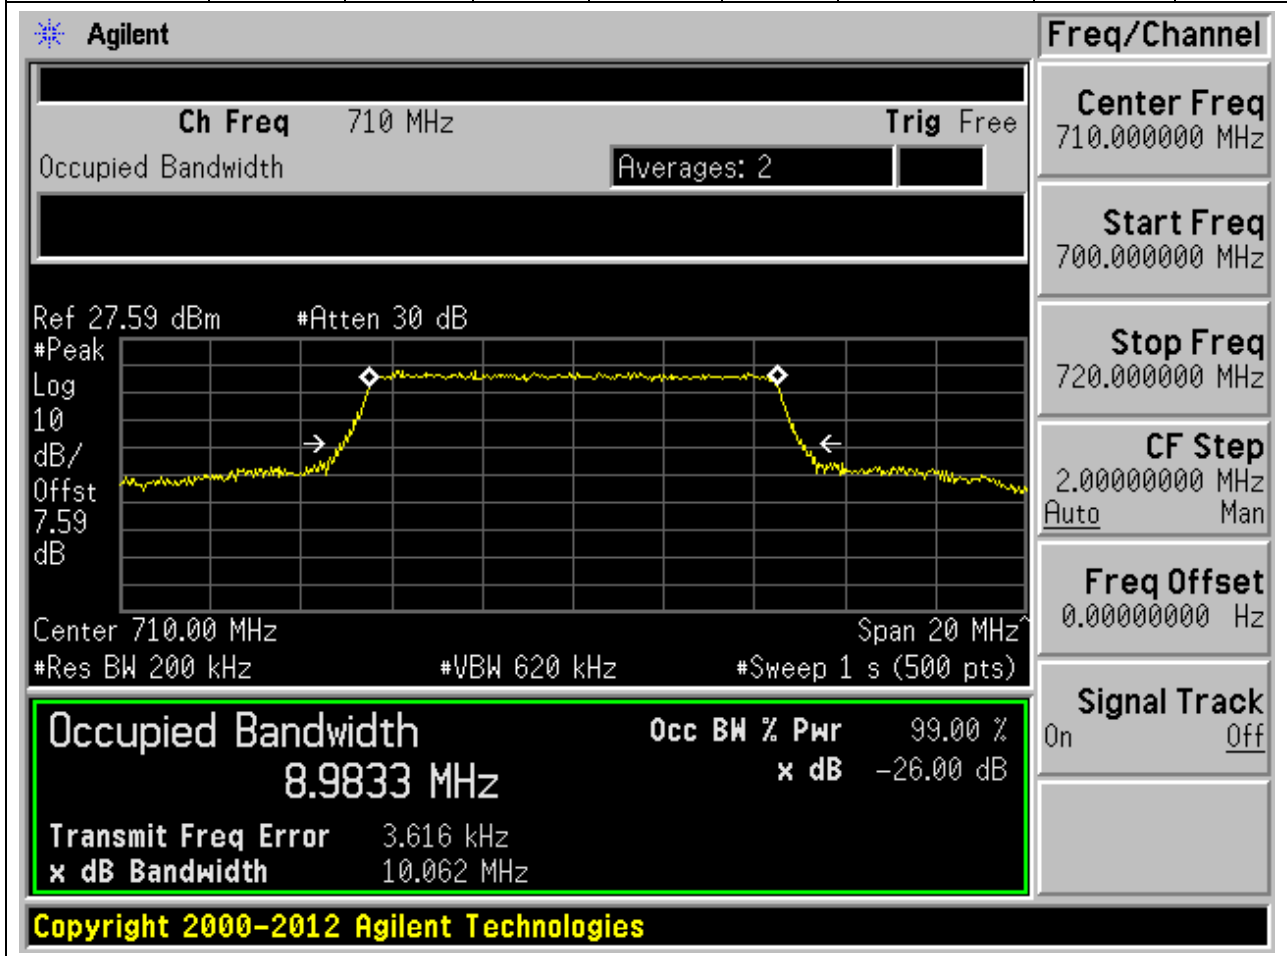 Agilent
Freq/Channel
Ch Freq 710 MHz Trig Free
Occupied Bandwidth Averages: 2
Center Freq
710.000000 MHz
Start Freq
700.000000 MHz
Stop Freq
720.000000 MHz
CF Step
2.00000000 MHz
Auto Man
Freq Offset
0.00000000 Hz
Signal Track
On Off
Ref 27.59 dBm #Atten 30 dB
#Peak
Log
10
dB/
Offst
7.59
dB
Center 710.00 MHz Span 20 MHz^
#Res BW 200 kHz #VBW 620 kHz #Sweep 1 s (500 pts)
Occupied Bandwidth Occ BW % Pwr 99.00 %
8.9833 MHz x dB -26.00 dB
Transmit Freq Error 3.616 kHz
x dB Bandwidth 10.062 MHz
Copyright 2000-2012 Agilent Technologies